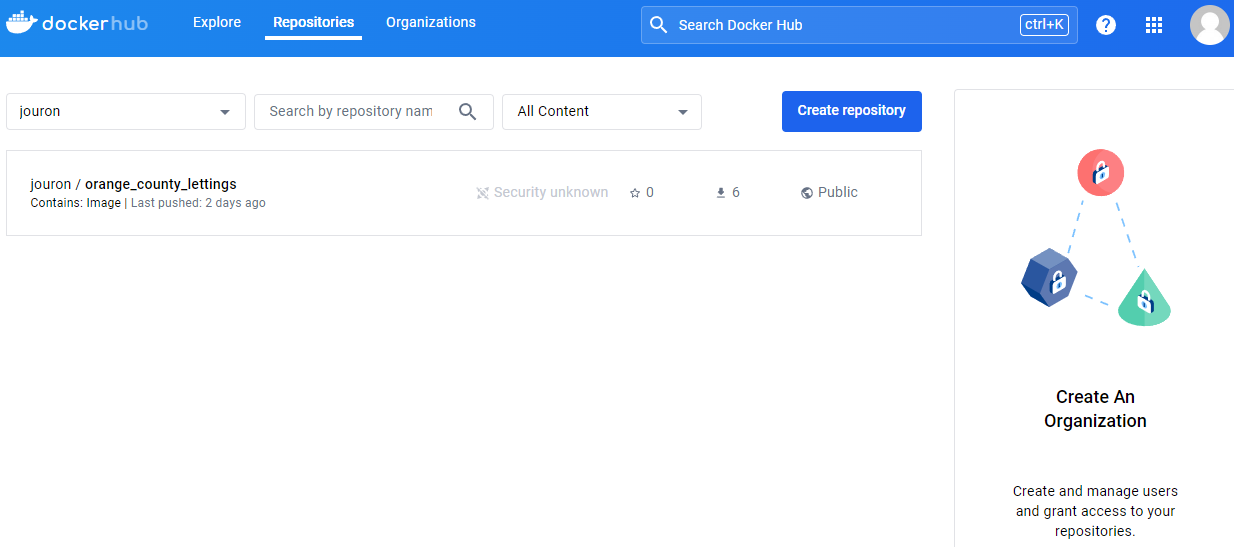 dockerhub
Explore
Repositories
Organizations
Search Docker Hub
ctrl+K
?
jouron
Search by repository nam
All Content
Create repository
jouron / orange_county_lettings
Contains: Image | Last pushed: 2 days ago
Security unknown
0
6
Public
Create An
Organization
Create and manage users
and grant access to your
repositories.